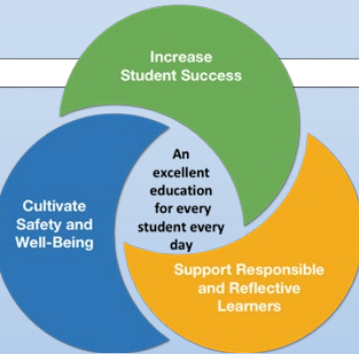 Increase
Student Success
An
excellent
education
for every
student every
day
Cultivate
Safety and
Well-Being
Support Responsible
and Reflective
Learners